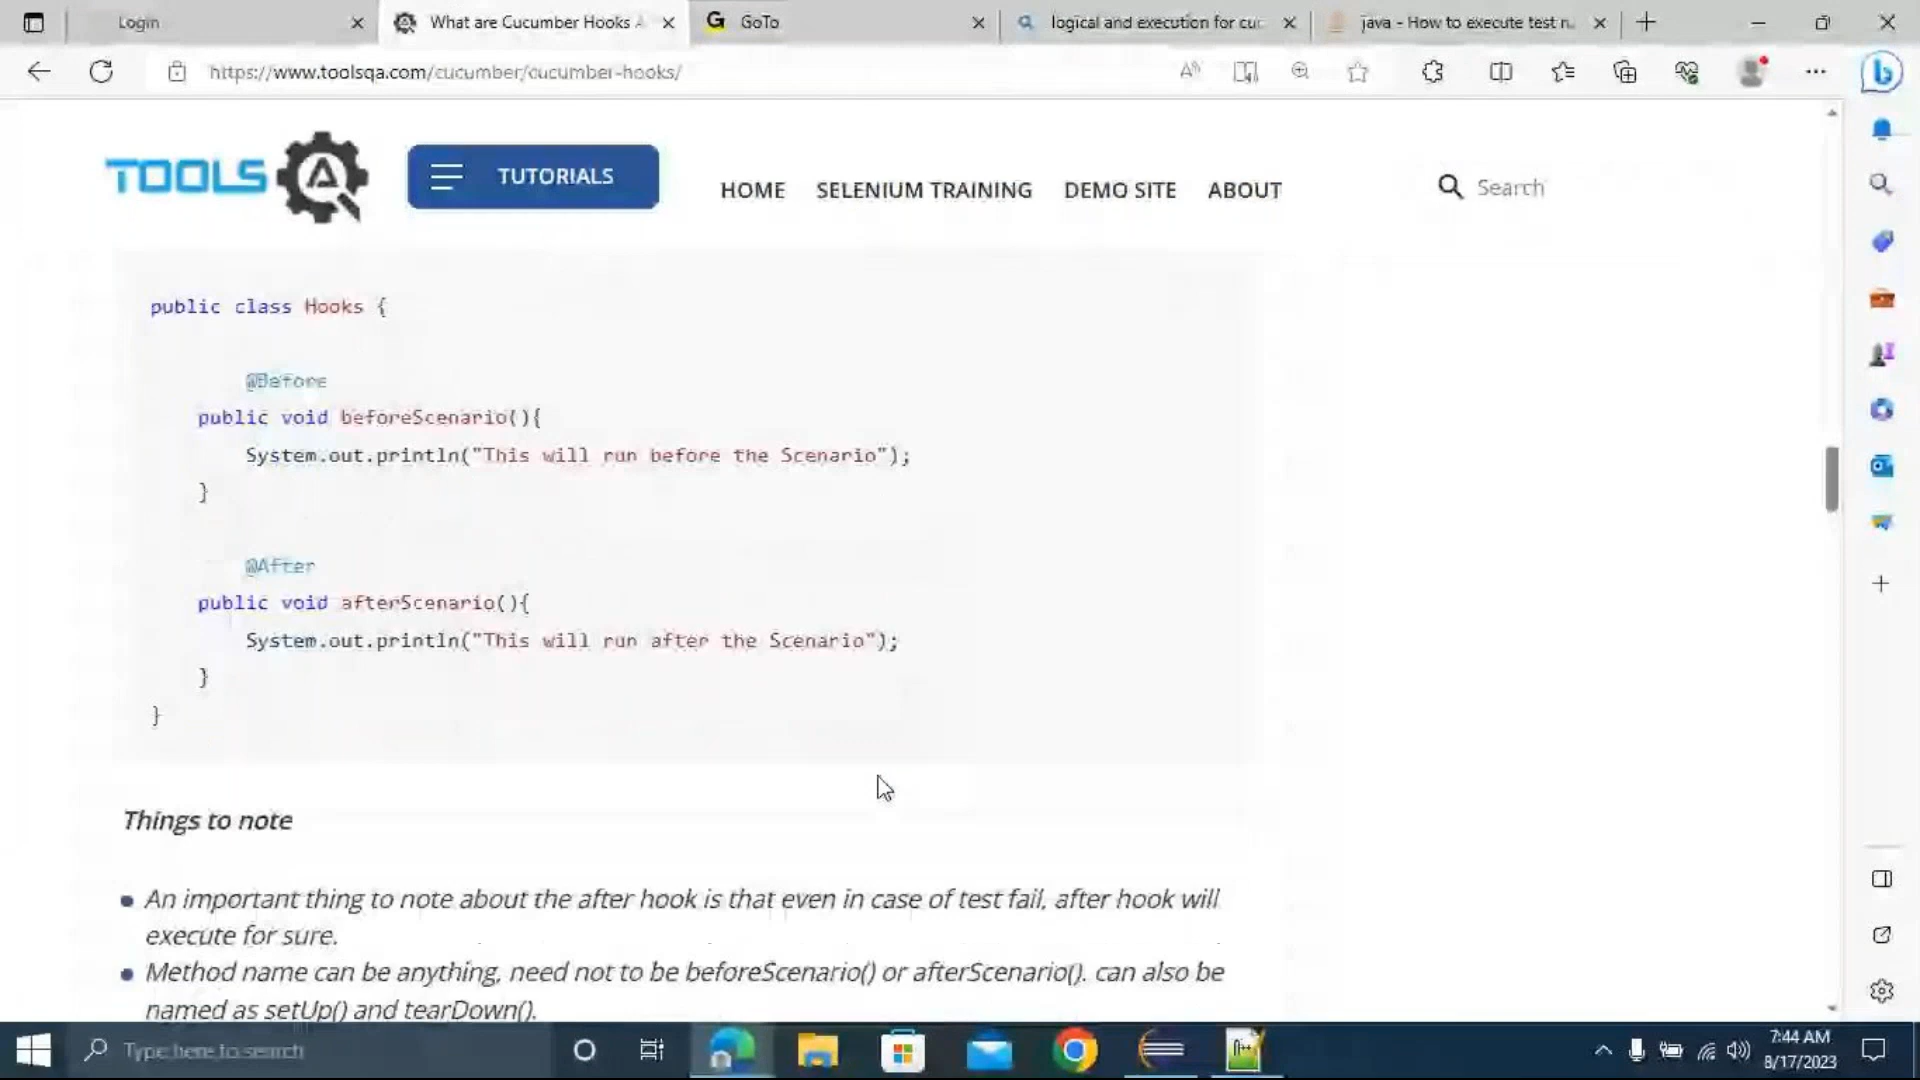 Login
What are Cucumber Hooks A
GoTo
logical and execution for cuc
java - How to execute test n
https://www.toolsqa.com/cucumber/cucumber-hooks/
TOOLS
TUTORIALS
HOME
SELENIUM TRAINING
DEMO SITE
ABOUT
Search
public class Hooks {
@Before
public void beforeScenario(){
System.out.println("This will run before the Scenario");
}
@After
public void afterScenario(){
System.out.println("This will run after the Scenario");
}
}
Things to note
An important thing to note about the after hook is that even in case of test fail, after hook will
execute for sure.
Method name can be anything, need not to be beforeScenario() or afterScenario(). can also be
named as setUp() and tearDown().
Type here to search
7:44 AM
8/17/2023